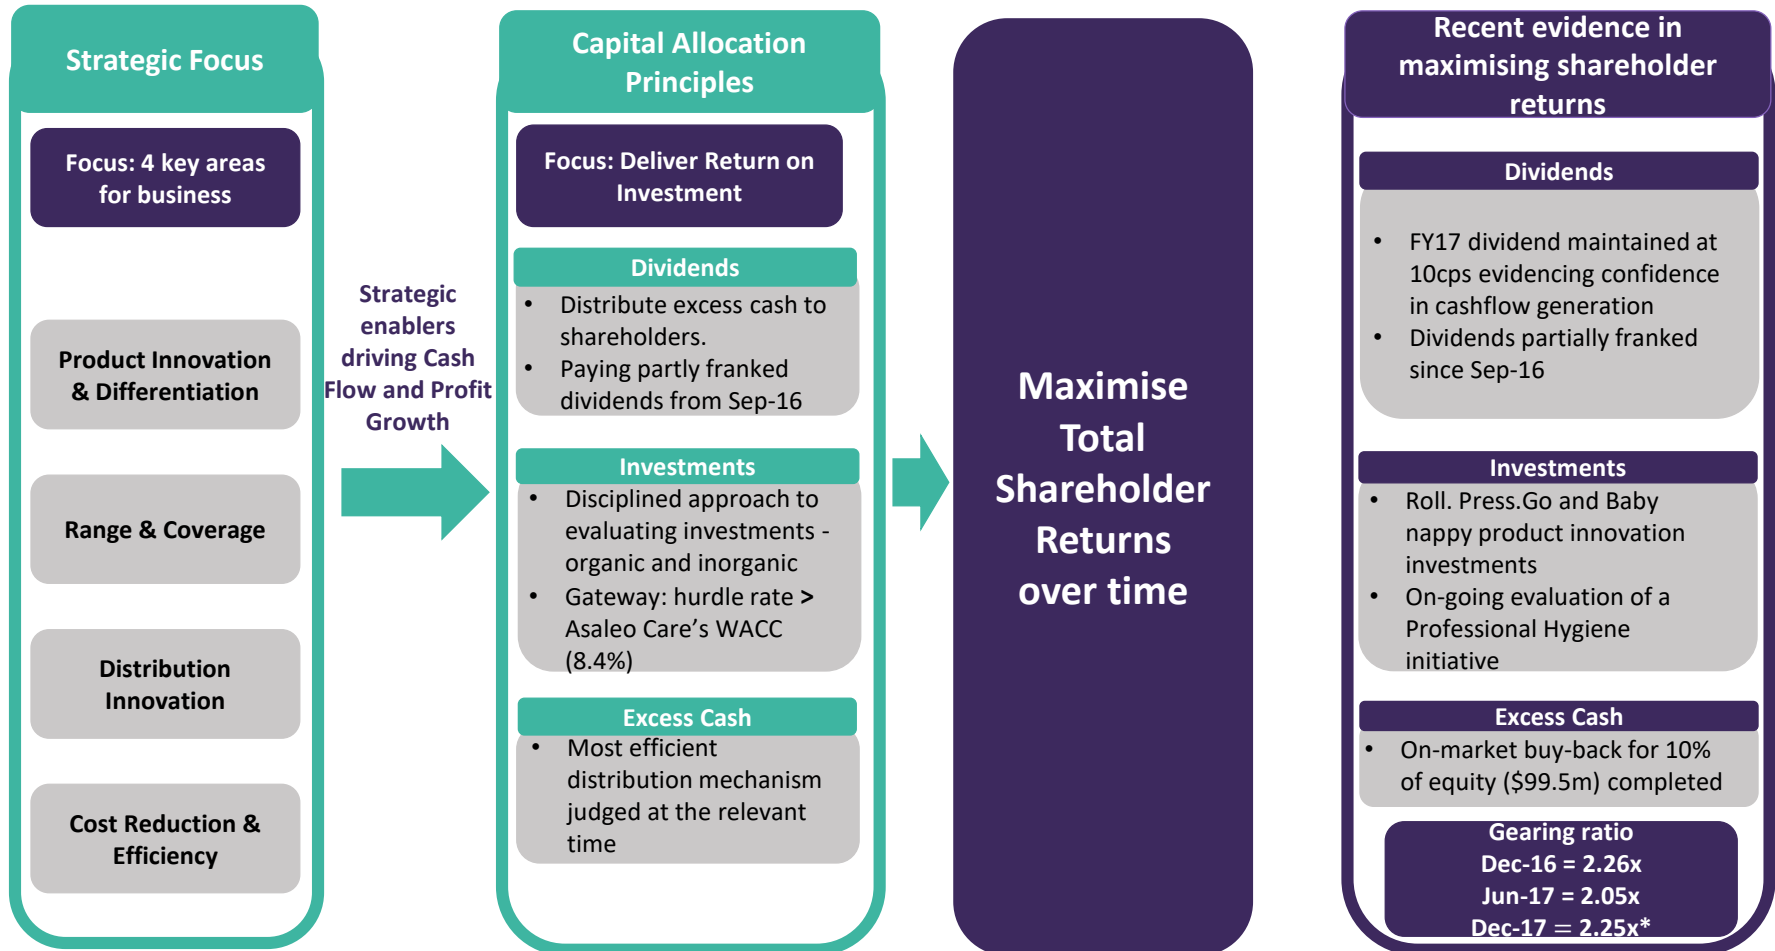 Strategic Focus
Focus: 4 key areas
for business
Product Innovation
& Differentiation
Range & Coverage
Distribution
Innovation
Cost Reduction &
Efficiency
Strategic
enablers
driving Cash
Flow and Profit
Growth
Capital Allocation
Principles
Focus: Deliver Return on
Investment
Dividends
• Distribute excess cash to
shareholders.
• Paying partly franked
dividends from Sep-16
Investments
• Disciplined approach to
evaluating investments -
organic and inorganic
• Gateway: hurdle rate >
Asaleo Care’s WACC
(8.4%)
Excess Cash
• Most efficient
distribution mechanism
judged at the relevant
time
Maximise
Total
Shareholder
Returns
over time
Recent evidence in
maximising shareholder
returns
Dividends
• FY17 dividend maintained at
10cps evidencing confidence
in cashflow generation
• Dividends partially franked
since Sep-16
Investments
• Roll. Press.Go and Baby
nappy product innovation
investments
• On-going evaluation of a
Professional Hygiene
initiative
Excess Cash
• On-market buy-back for 10%
of equity ($99.5m) completed
Gearing ratio
Dec-16 = 2.26x
Jun-17 = 2.05x
Dec-17 = 2.25x*